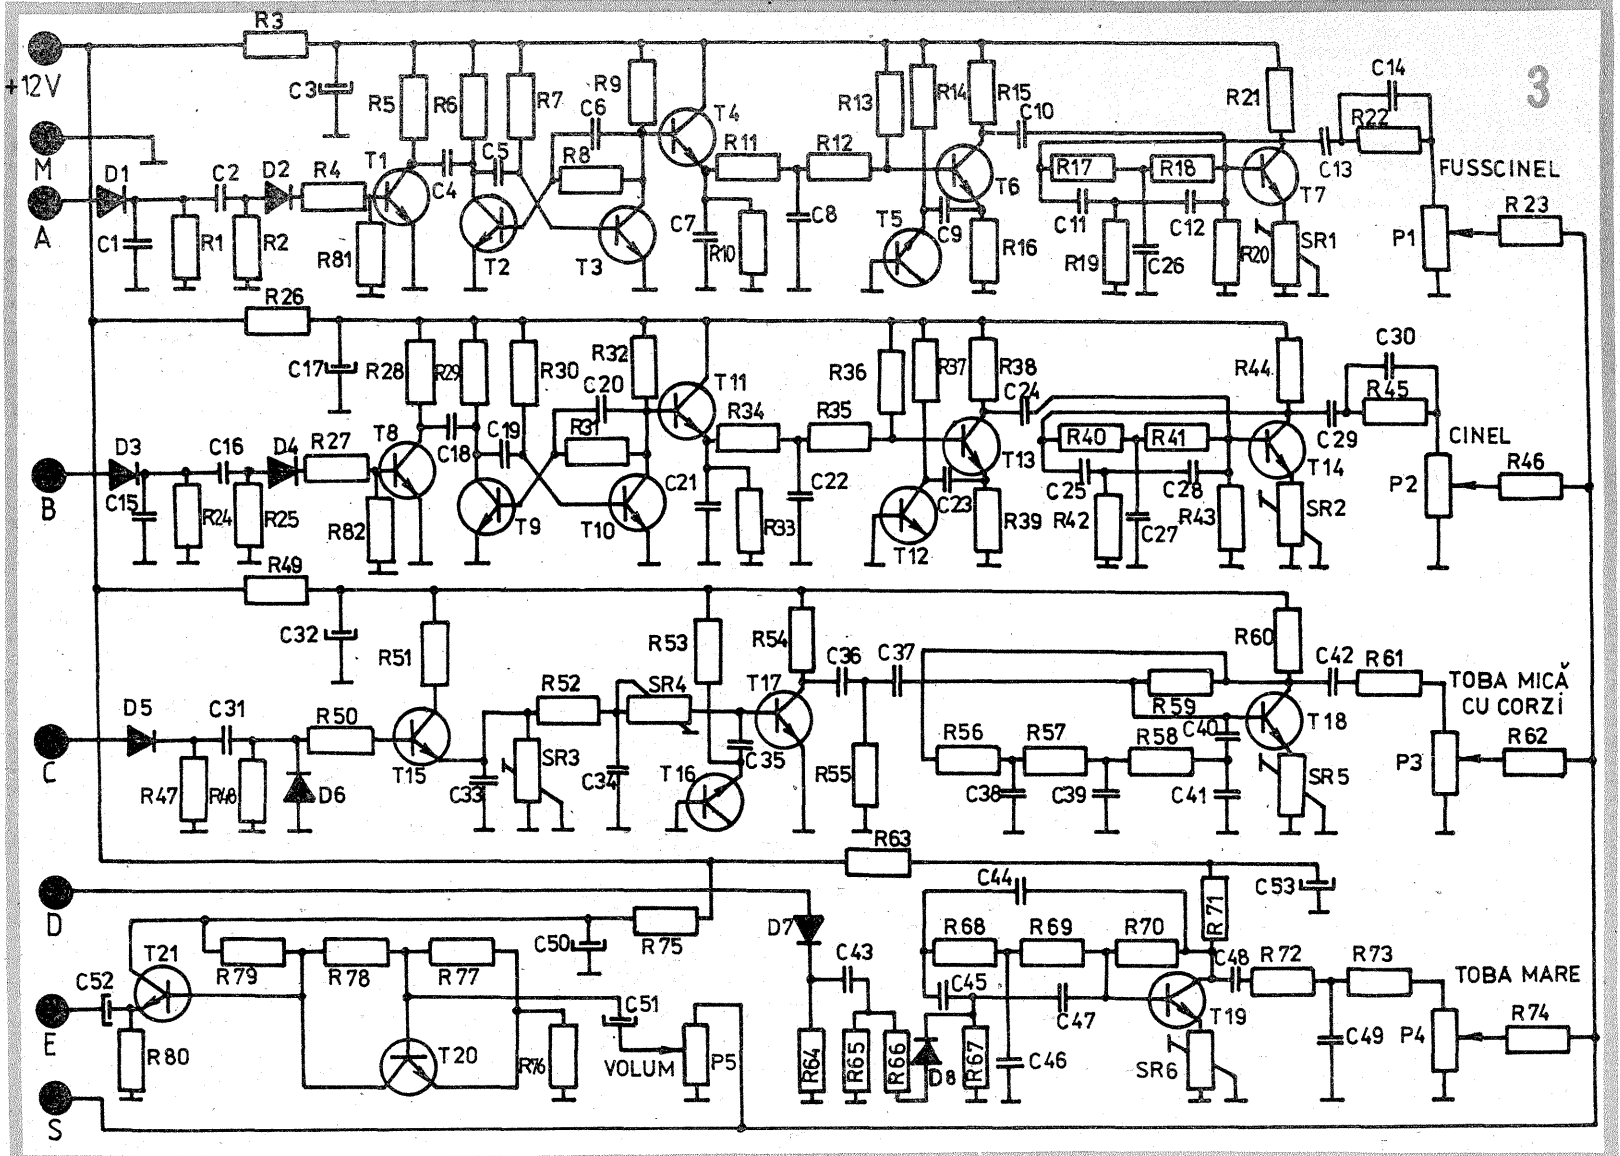 R3
+12V
C3
R5
R6
R7
R9
C6
T4
R13
R14
R15
C10
R21
C14
R22
3
M
D1
C2
D2
R4
T1
C4
C5
R8
R11
R12
T6
R17
R18
T7
C13
FUSSCINEL
A
C1
R1
R2
R81
T2
T3
C7
R10
C8
T5
C9
R16
C11
C12
R19
C26
R20
SR1
P1
R23
R26
C17
R28
R29
R30
R32
C20
T11
R36
R37
R38
C24
R44
C30
R45
D3
C16
D4
R27
T8
C18
C19
R31
R34
R35
T13
R40
R41
T14
C29
CINEL
B
C15
R24
R25
R82
T9
T10
C21
R33
C22
T12
C23
R39
C25
C28
R42
C27
R43
SR2
P2
R46
R49
C32
R51
R53
R54
C36
C37
R60
C42
R61
D5
C31
R50
R52
SR4
T17
R59
TOBA MICĂ
CU CORZÍ
C
R47
R48
D6
T15
C33
SR3
C34
T16
C35
R55
R56
R57
R58
C40
T18
C38
C39
C41
SR5
P3
R62
R63
D
C44
R71
C53
T21
R79
R78
R77
C50
R75
D7
C43
R68
R69
R70
C48
R72
R73
TOBA MARE
C52
E
R80
T20
R76
C51
VOLUM
P5
R64
R65
R66
D8
C45
R67
C47
C46
T19
SR6
C49
P4
R74
S